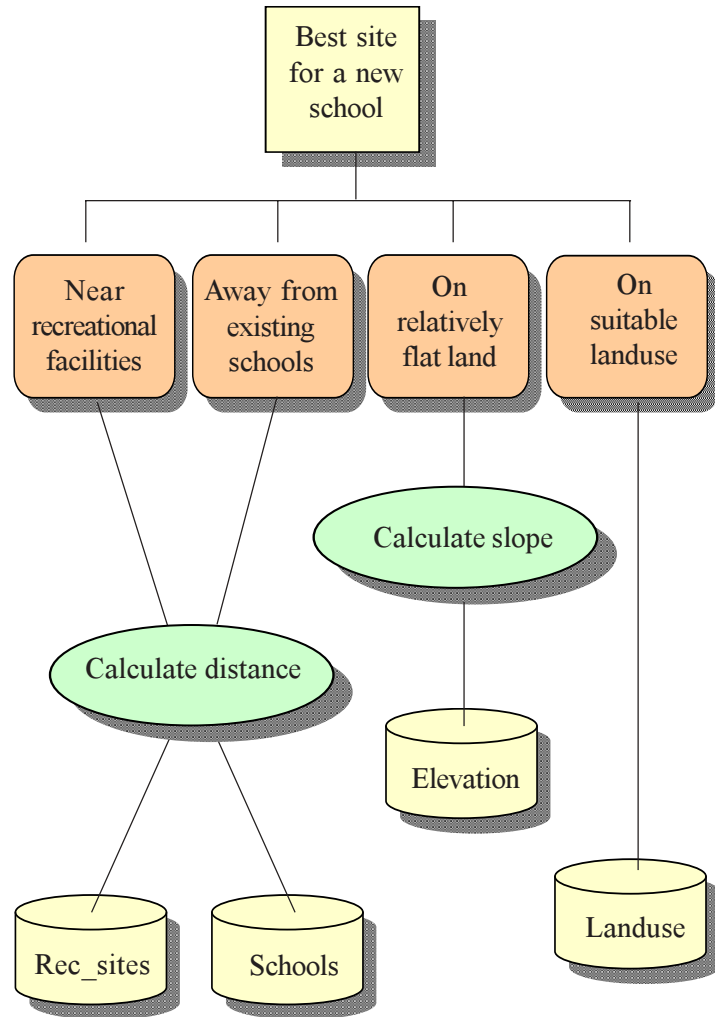 Best site
for a new
school
Near
recreational
facilities
Away from
existing
schools
On
relatively
flat land
On
suitable
landuse
Calculate slope
Calculate distance
Elevation
Landuse
Rec_sites
Schools